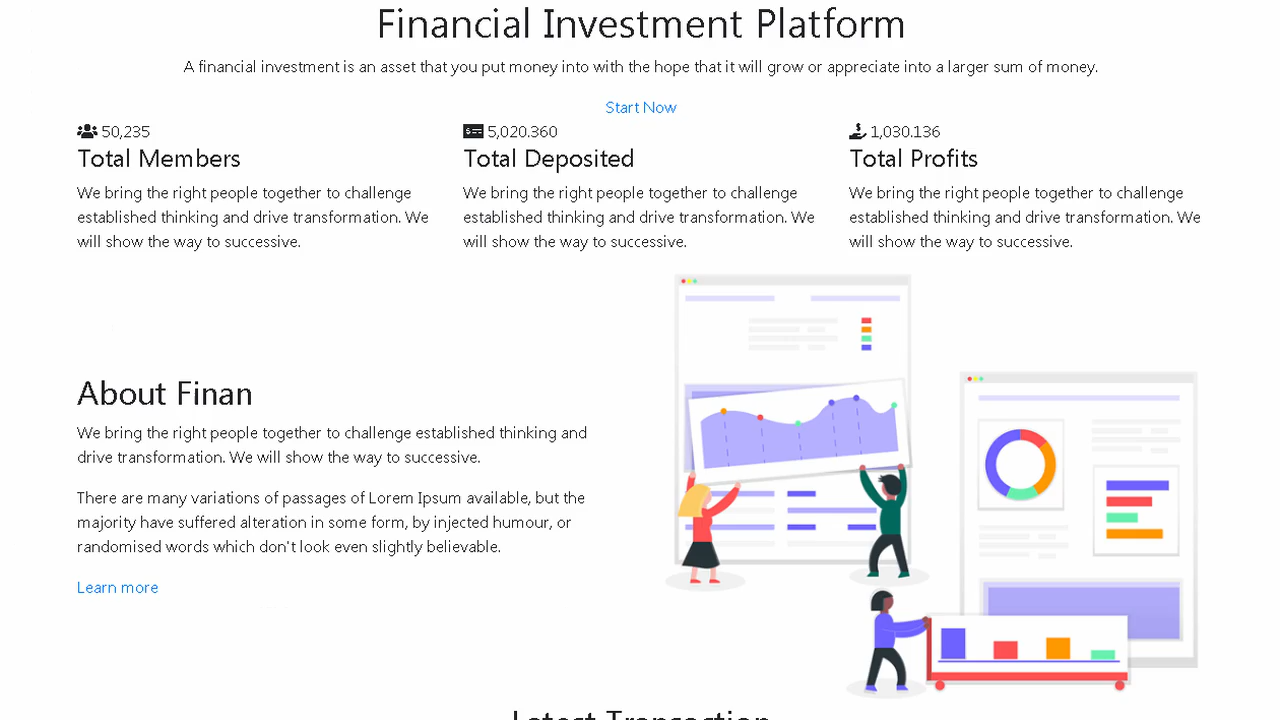 Financial Investment Platform
A financial investment is an asset that you put money into with the hope that it will grow or appreciate into a larger sum of money.
Start Now
50,235
Total Members
We bring the right people together to challenge
established thinking and drive transformation. We
will show the way to successive.
5,020.360
Total Deposited
We bring the right people together to challenge
established thinking and drive transformation. We
will show the way to successive.
1,030.136
Total Profits
We bring the right people together to challenge
established thinking and drive transformation. We
will show the way to successive.
About Finan
We bring the right people together to challenge established thinking and
drive transformation. We will show the way to successive.
There are many variations of passages of Lorem Ipsum available, but the
majority have suffered alteration in some form, by injected humour, or
randomised words which don't look even slightly believable.
Learn more
Latest Transaction